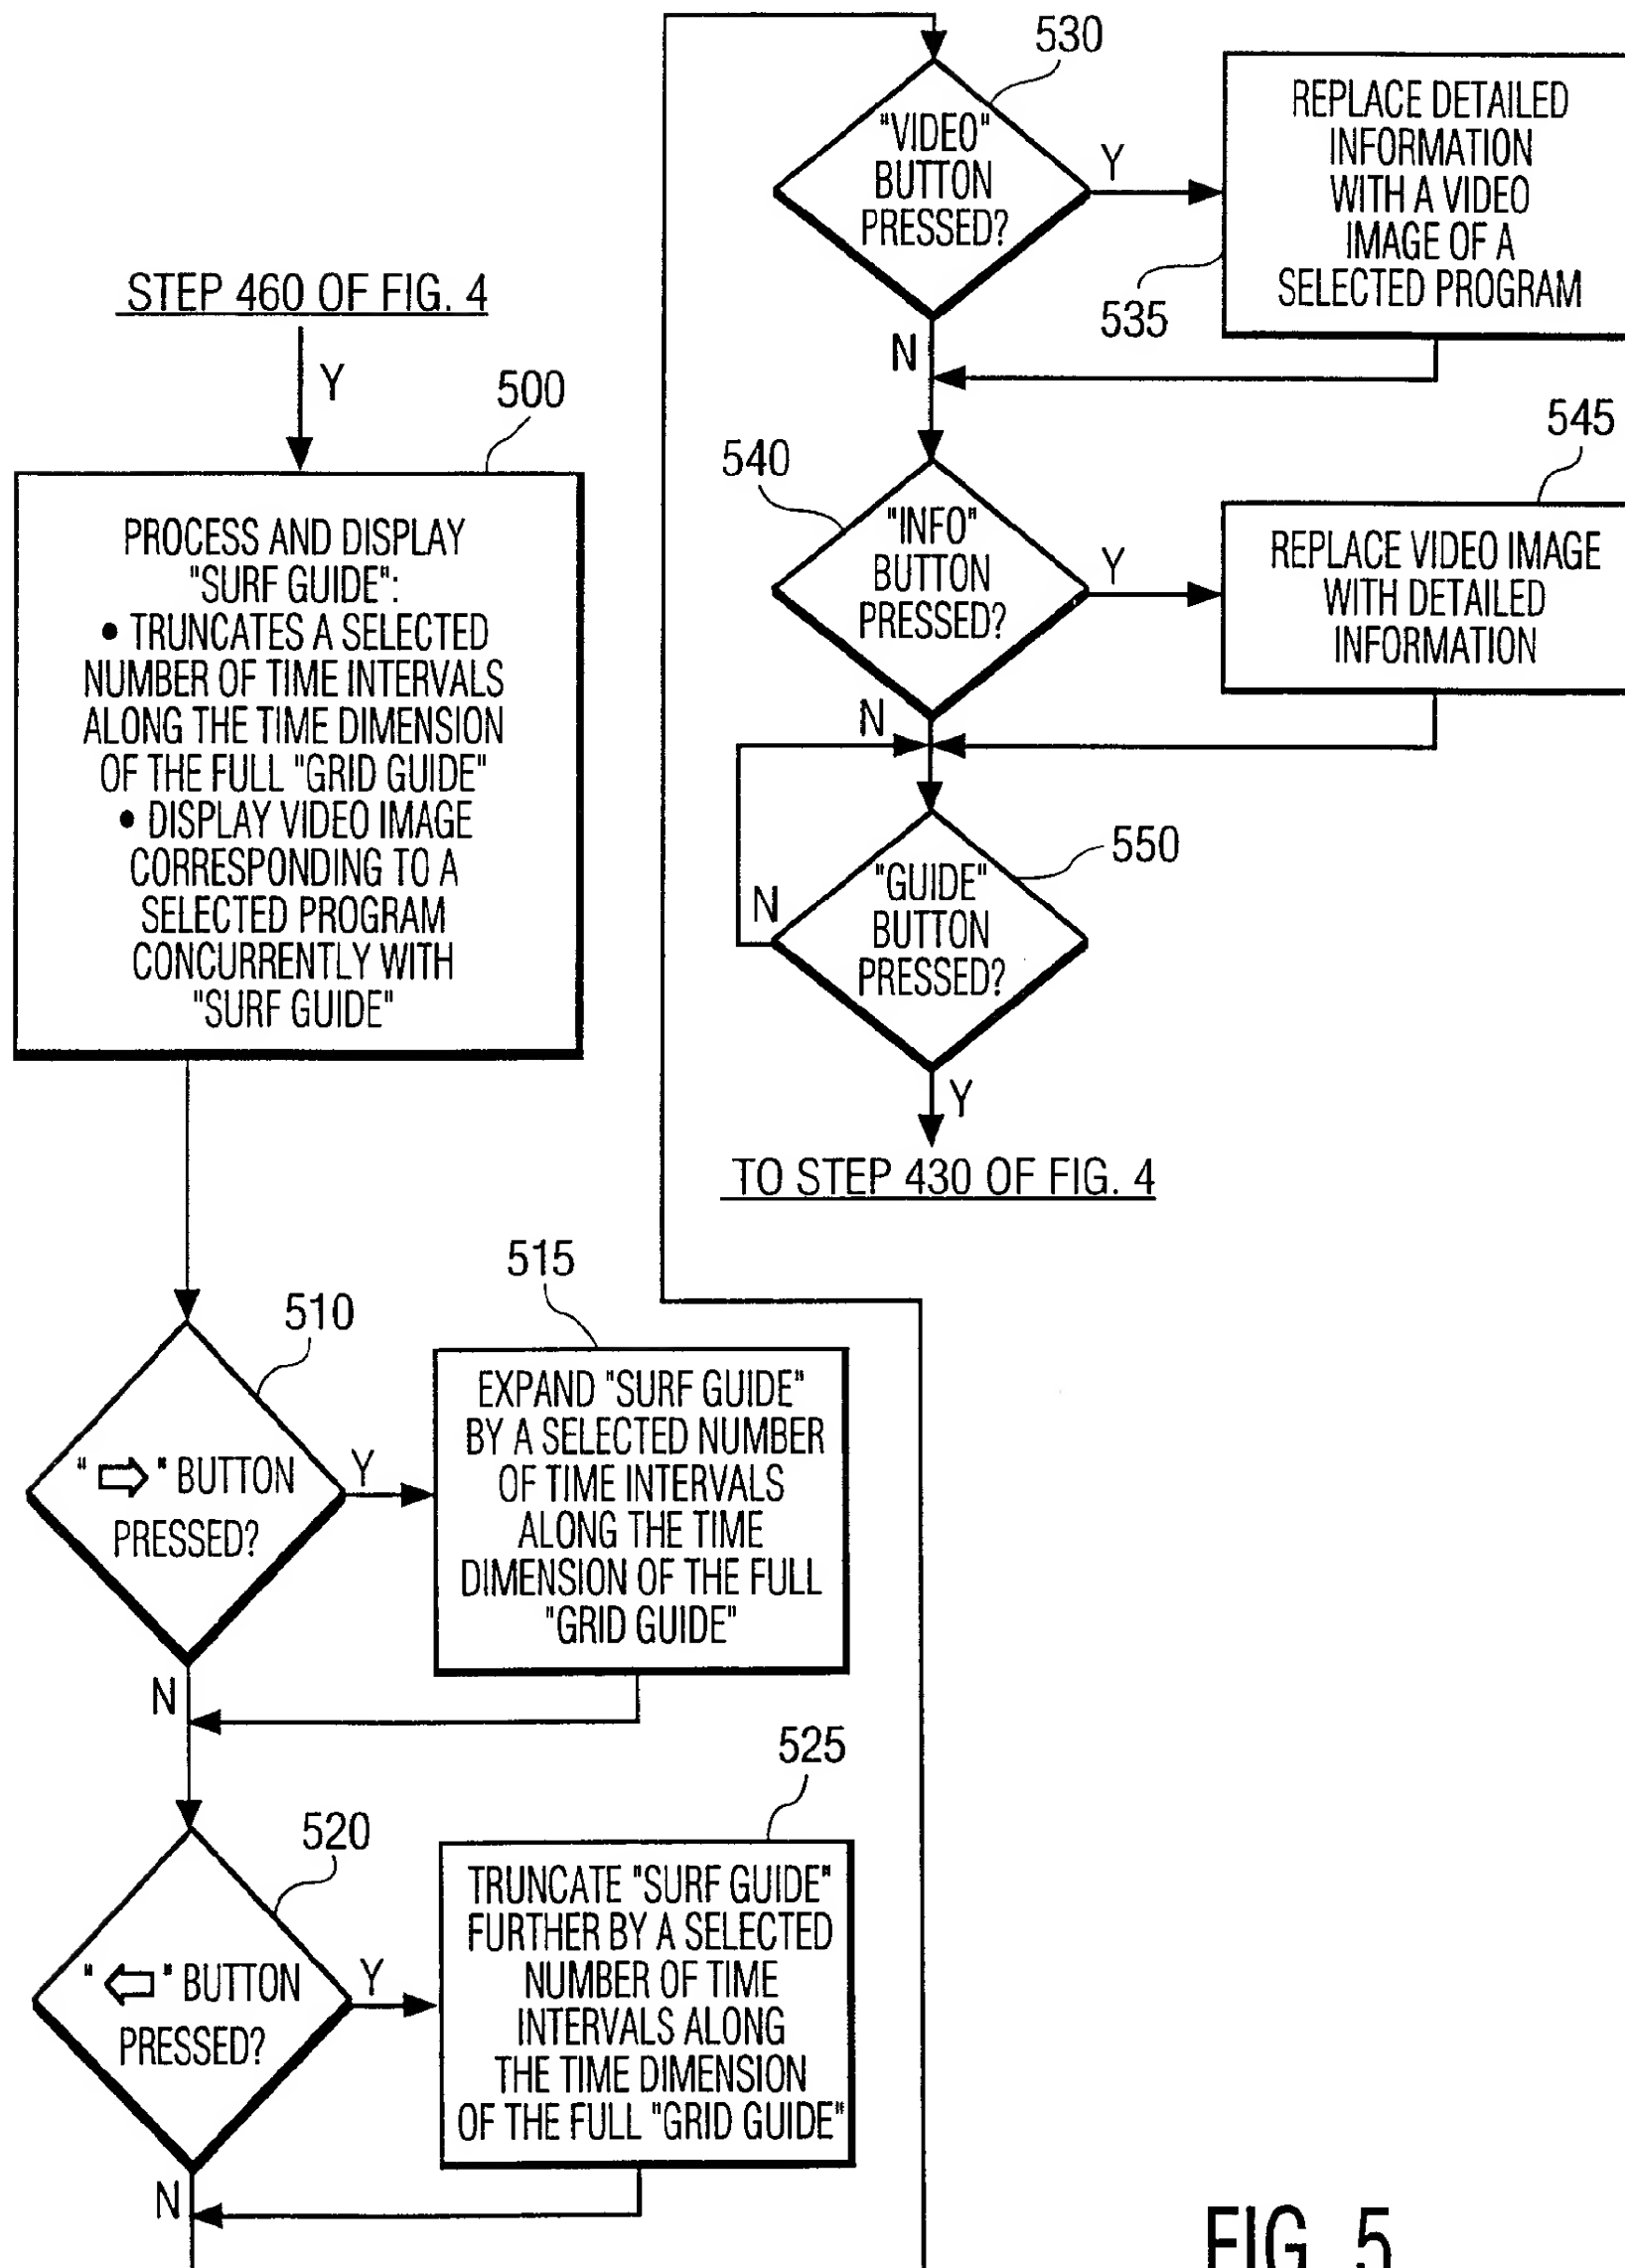 STEP 460 OF FIG. 4
Y
500
PROCESS AND DISPLAY
"SURF GUIDE":
• TRUNCATES A SELECTED
NUMBER OF TIME INTERVALS
ALONG THE TIME DIMENSION
OF THE FULL "GRID GUIDE"
• DISPLAY VIDEO IMAGE
CORRESPONDING TO A
SELECTED PROGRAM
CONCURRENTLY WITH
"SURF GUIDE"
510
" ⇨ " BUTTON
PRESSED?
Y
N
515
EXPAND "SURF GUIDE"
BY A SELECTED NUMBER
OF TIME INTERVALS
ALONG THE TIME
DIMENSION OF THE FULL
"GRID GUIDE"
520
" ⇦ " BUTTON
PRESSED?
Y
N
525
TRUNCATE "SURF GUIDE"
FURTHER BY A SELECTED
NUMBER OF TIME
INTERVALS ALONG
THE TIME DIMENSION
OF THE FULL "GRID GUIDE"
530
"VIDEO"
BUTTON
PRESSED?
Y
N
535
REPLACE DETAILED
INFORMATION
WITH A VIDEO
IMAGE OF A
SELECTED PROGRAM
540
"INFO"
BUTTON
PRESSED?
Y
N
545
REPLACE VIDEO IMAGE
WITH DETAILED
INFORMATION
550
"GUIDE"
BUTTON
PRESSED?
N
Y
TO STEP 430 OF FIG. 4
FIG. 5